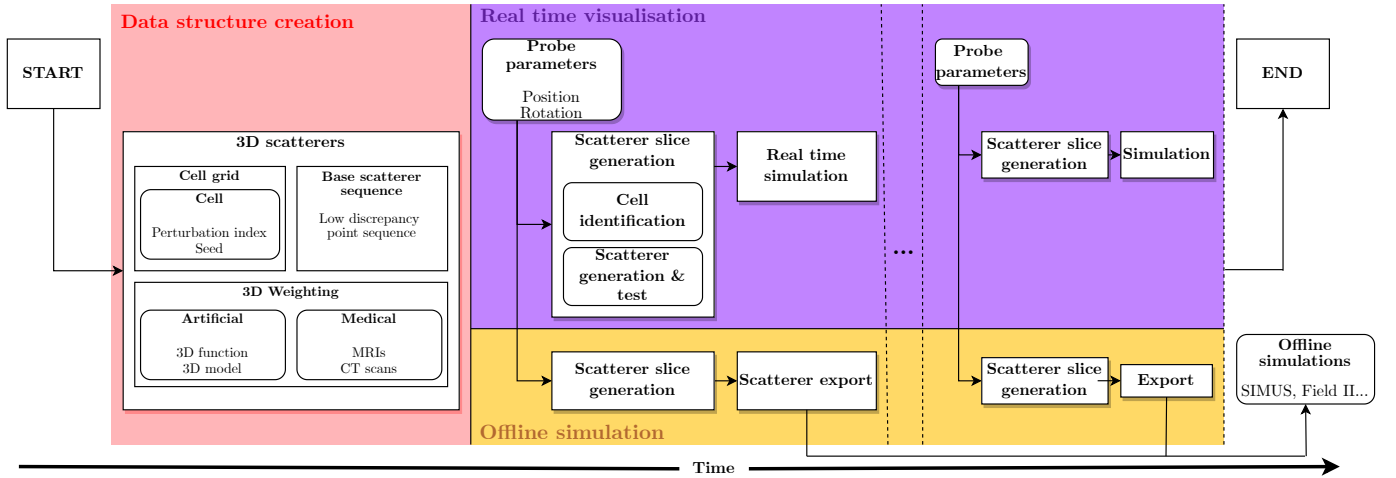 Data structure creation
Real time visualisation
START
3D scatterers
Cell grid
Cell
Perturbation index
Seed
Base scatterer
sequence
Low discrepancy
point sequence
3D Weighting
Artificial
3D function
3D model
Medical
MRIs
CT scans
Probe
parameters
Position
Rotation
Scatterer slice
generation
Cell
identification
Scatterer
generation &
test
Real time
simulation
...
Probe
parameters
Scatterer slice
generation
Simulation
END
Scatterer slice
generation
Scatterer export
Scatterer slice
generation
Export
Offline
simulations
SIMUS, Field II...
Offline simulation
Time